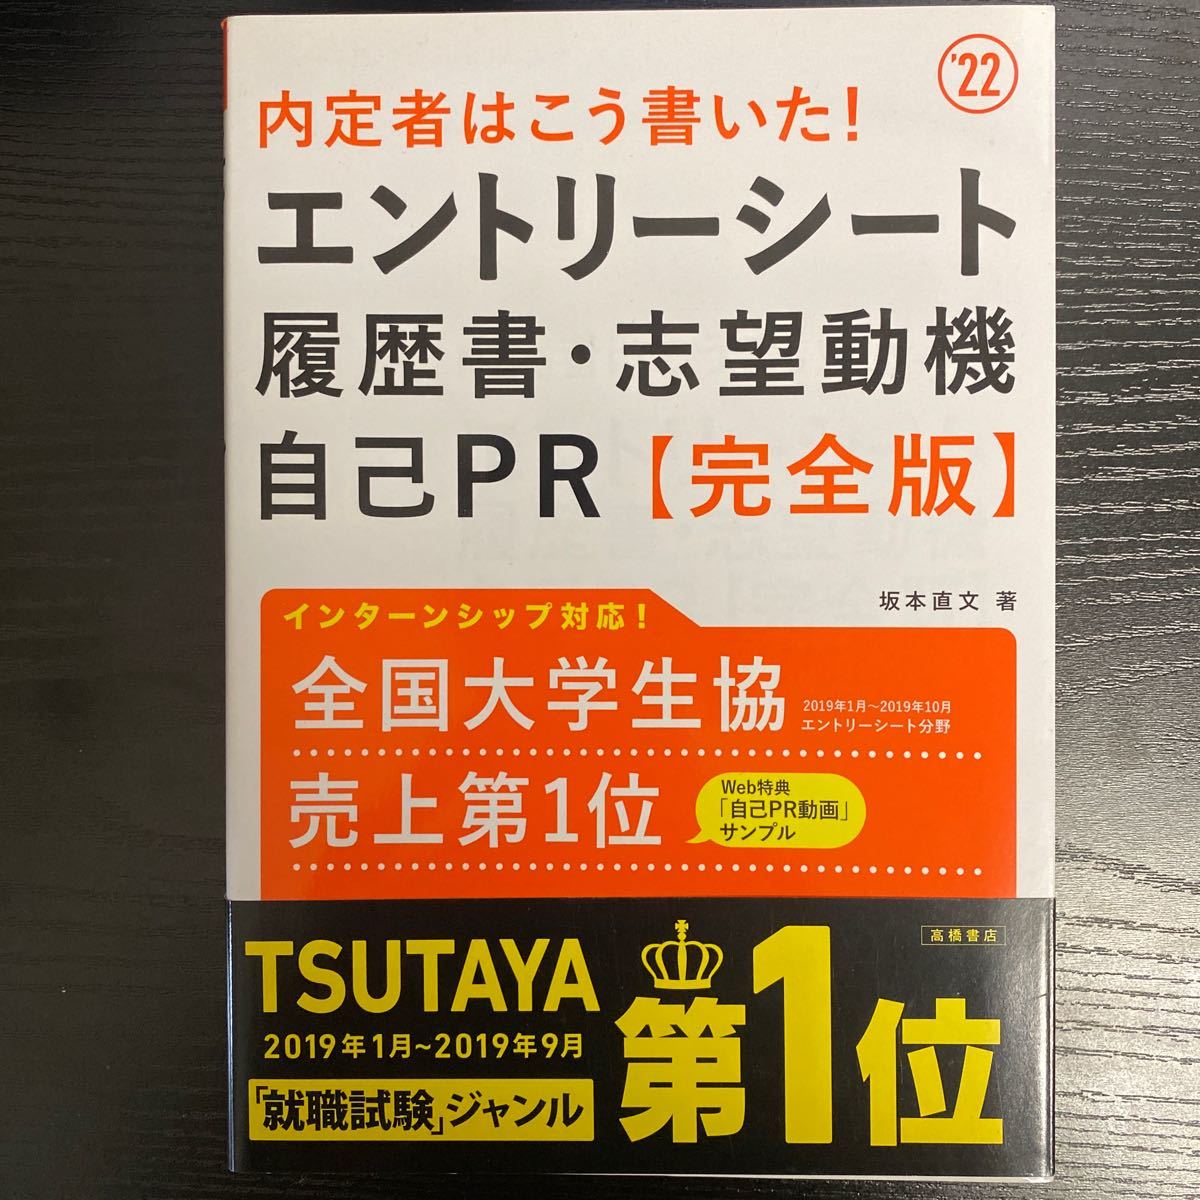 '22
内定者はこう書いた!
エントリーシート
履歴書・志望動機
自己PR【完全版】
坂本直文 著
インターンシップ対応!
全国大学生協
2019年1月〜2019年10月
エントリーシート分野
売上第1位
Web特典
「自己PR動画」
サンプル
高橋書店
TSUTAYA
2019年1月~2019年9月
「就職試験」ジャンル
第1位